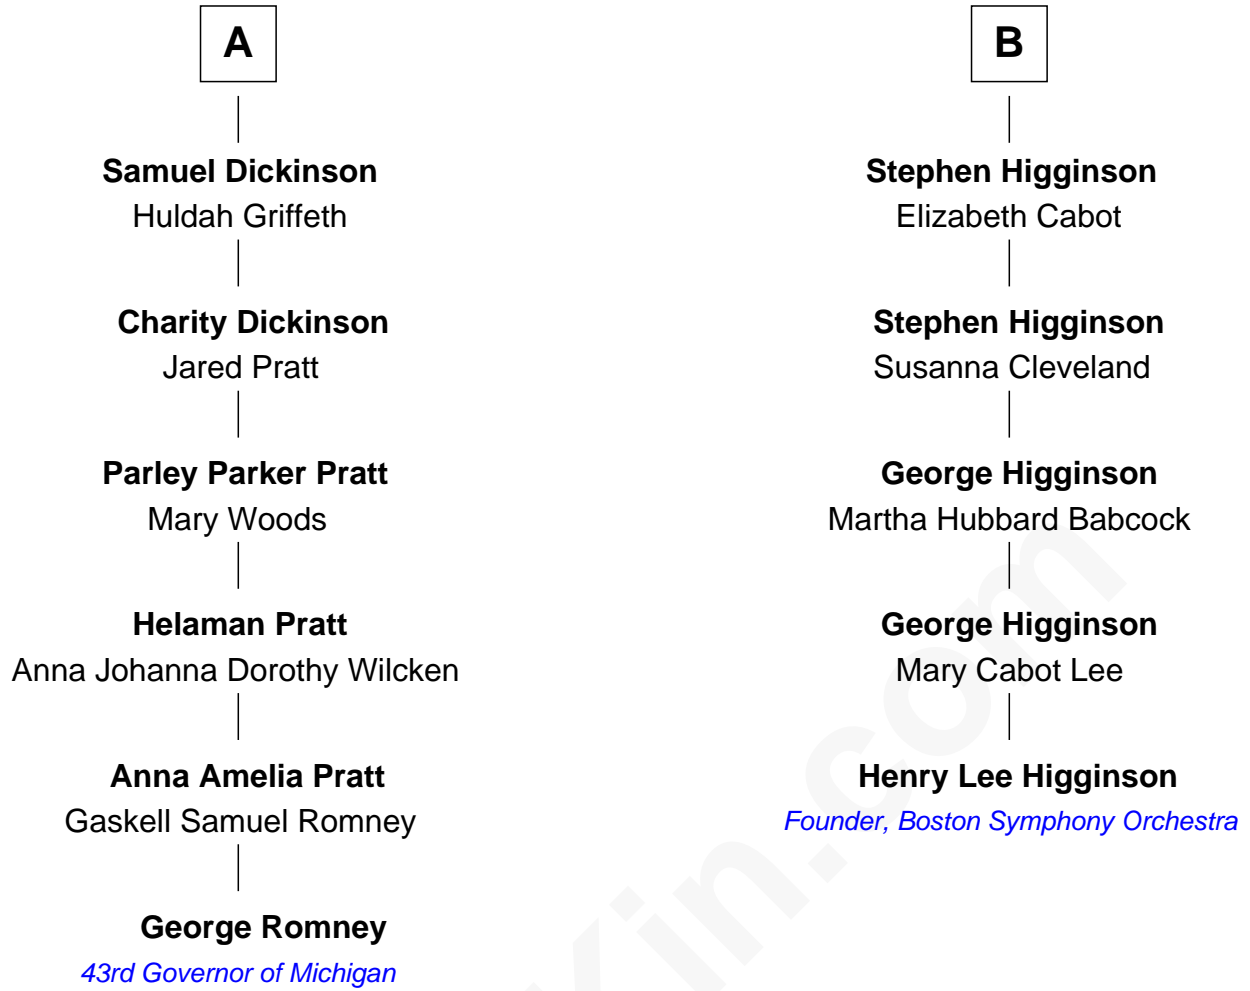 A
Samuel Dickinson
Huldah Griffeth
Charity Dickinson
Jared Pratt
Parley Parker Pratt
Mary Woods
Helaman Pratt
Anna Johanna Dorothy Wilcken
Anna Amelia Pratt
Gaskell Samuel Romney
George Romney
43rd Governor of Michigan
B
Stephen Higginson
Elizabeth Cabot
Stephen Higginson
Susanna Cleveland
George Higginson
Martha Hubbard Babcock
George Higginson
Mary Cabot Lee
Henry Lee Higginson
Founder, Boston Symphony Orchestra
Kin.com